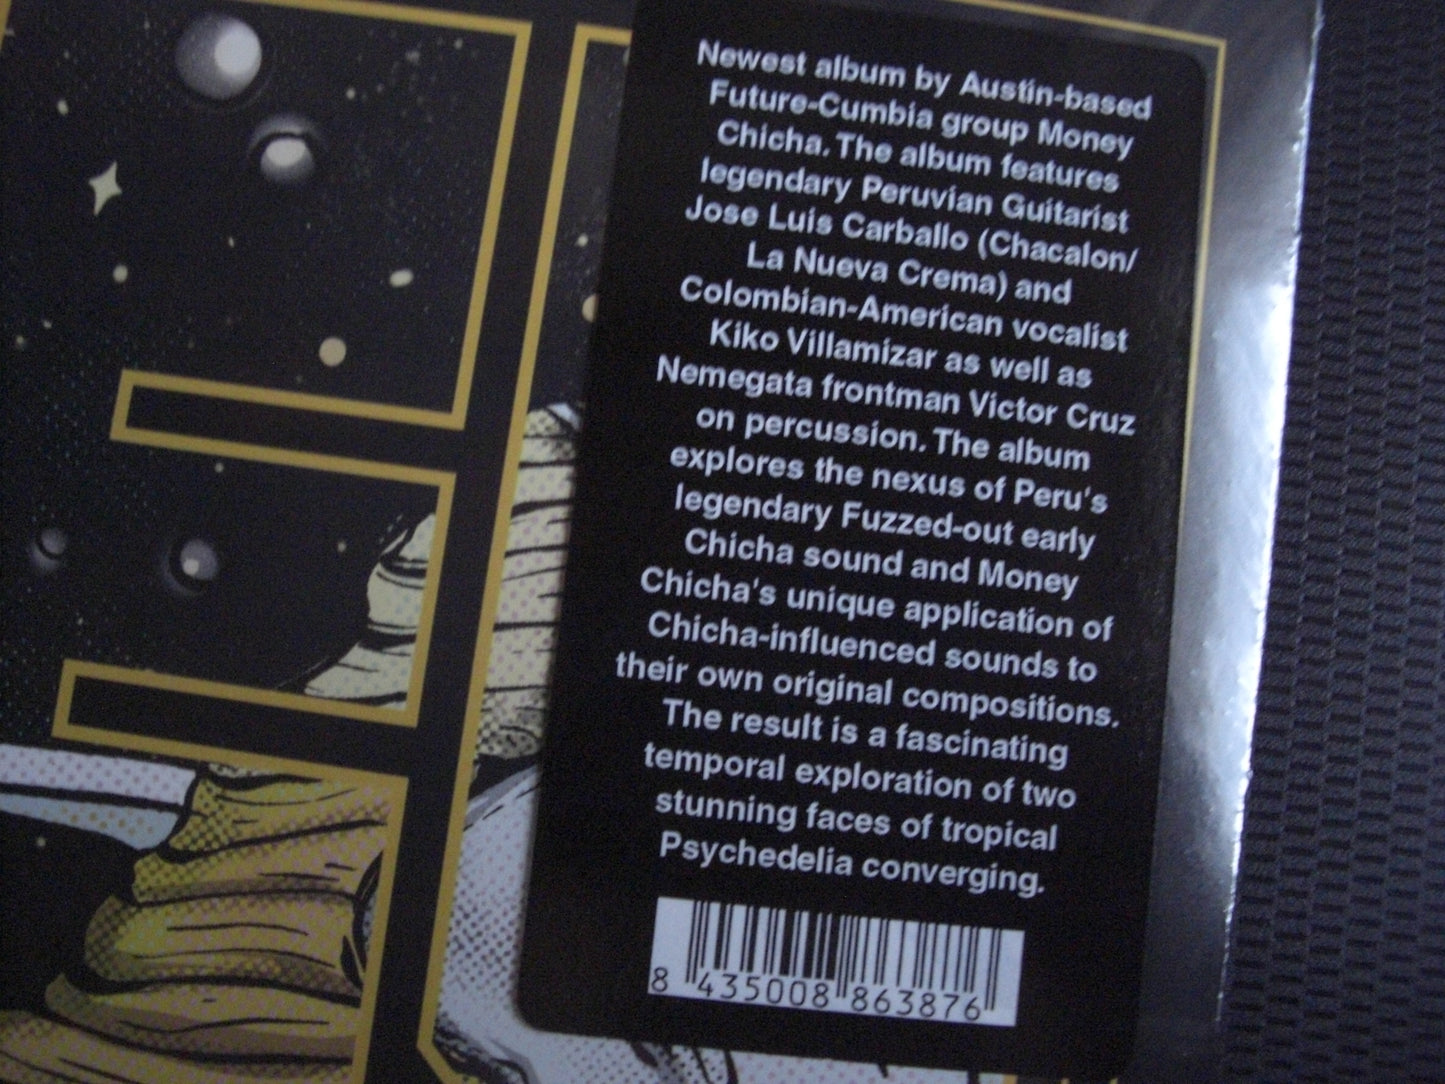 Newest album by Austin-based
Future-Cumbia group Money
Chicha. The album features
legendary Peruvian Guitarist
Jose Luis Carballo (Chacalon/
La Nueva Crema) and
Colombian-American vocalist
Kiko Villamizar as well as
Nemegata frontman Victor Cruz
on percussion. The album
explores the nexus of Peru's
legendary Fuzzed-out early
Chicha sound and Money
Chicha's unique application of
Chicha-influenced sounds to
their own original compositions.
The result is a fascinating
temporal exploration of two
stunning faces of tropical
Psychedelia converging.
8 435008 863876